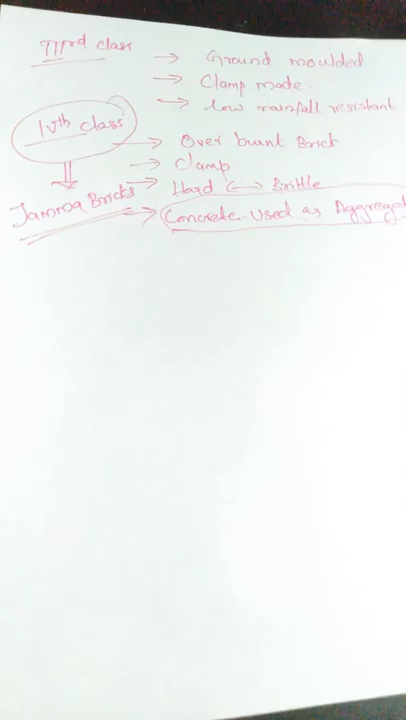 IIIrd class → Ground moulded
→ Clamp made.
→ low rainfall resistant
IVth class → Over burnt Brick
→ Clamp
→ Hard ↔ Brittle
Jamroa Bricks → Concrete Used as Aggregat